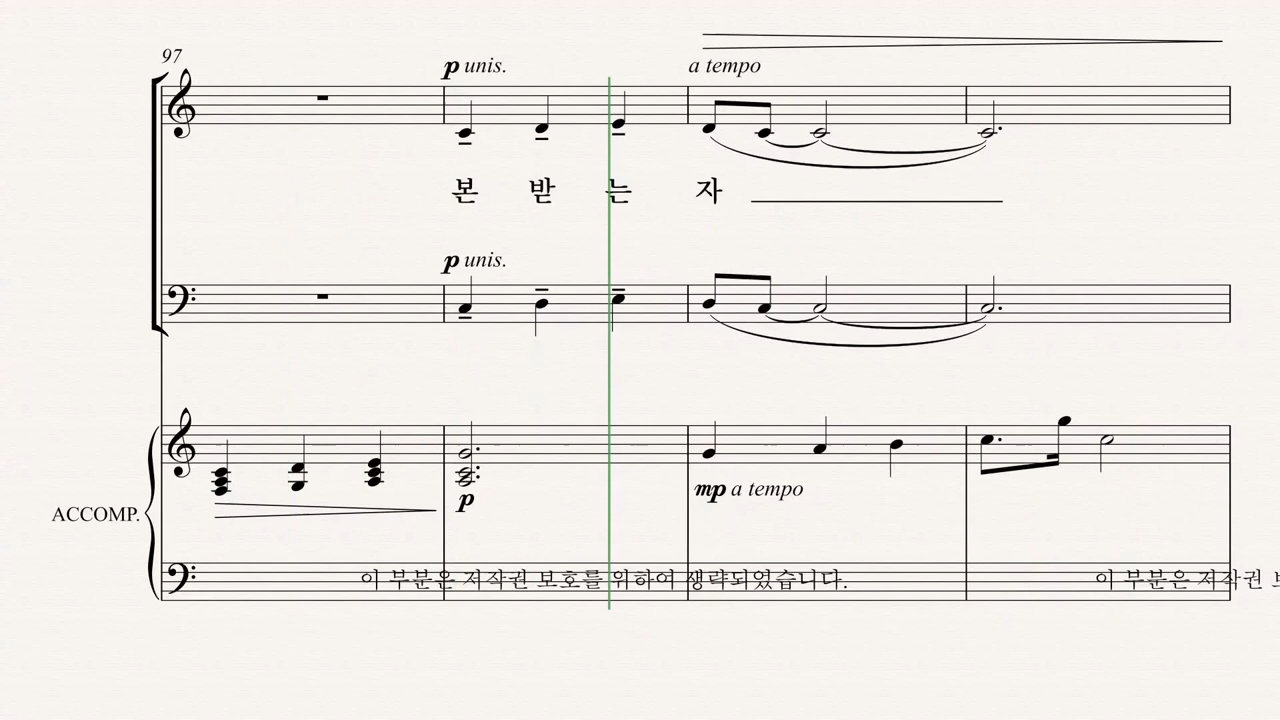 97
p unis.
a tempo
본 받 는 자
p unis.
p
mp a tempo
ACCOMP.
이 부분은 저작권 보호를 위하여 생략되었습니다.
이 부분은 저작권